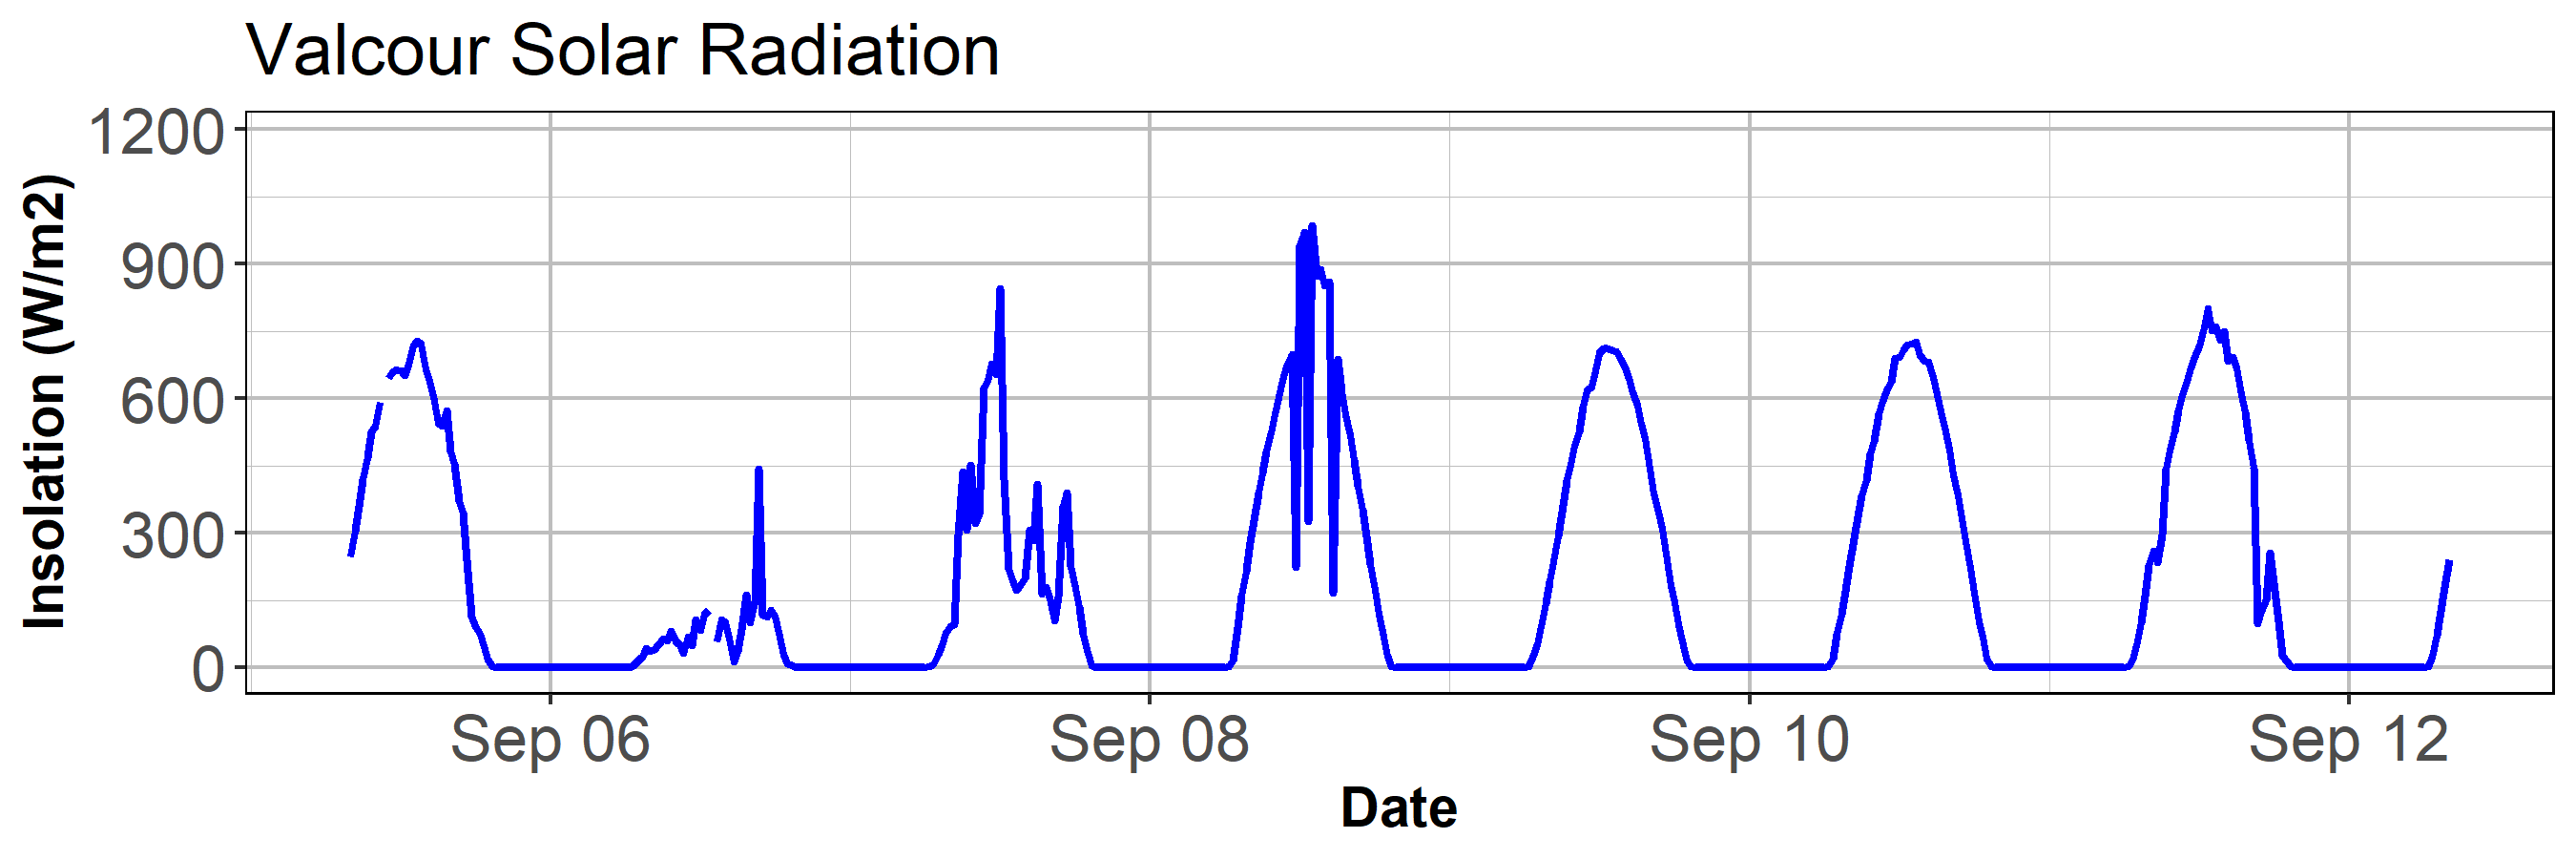 Valcour Solar Radiation
1200
900
600
300
0
Insolation (W/m2)
Sep 06 Sep 08 Sep 10 Sep 12
Date